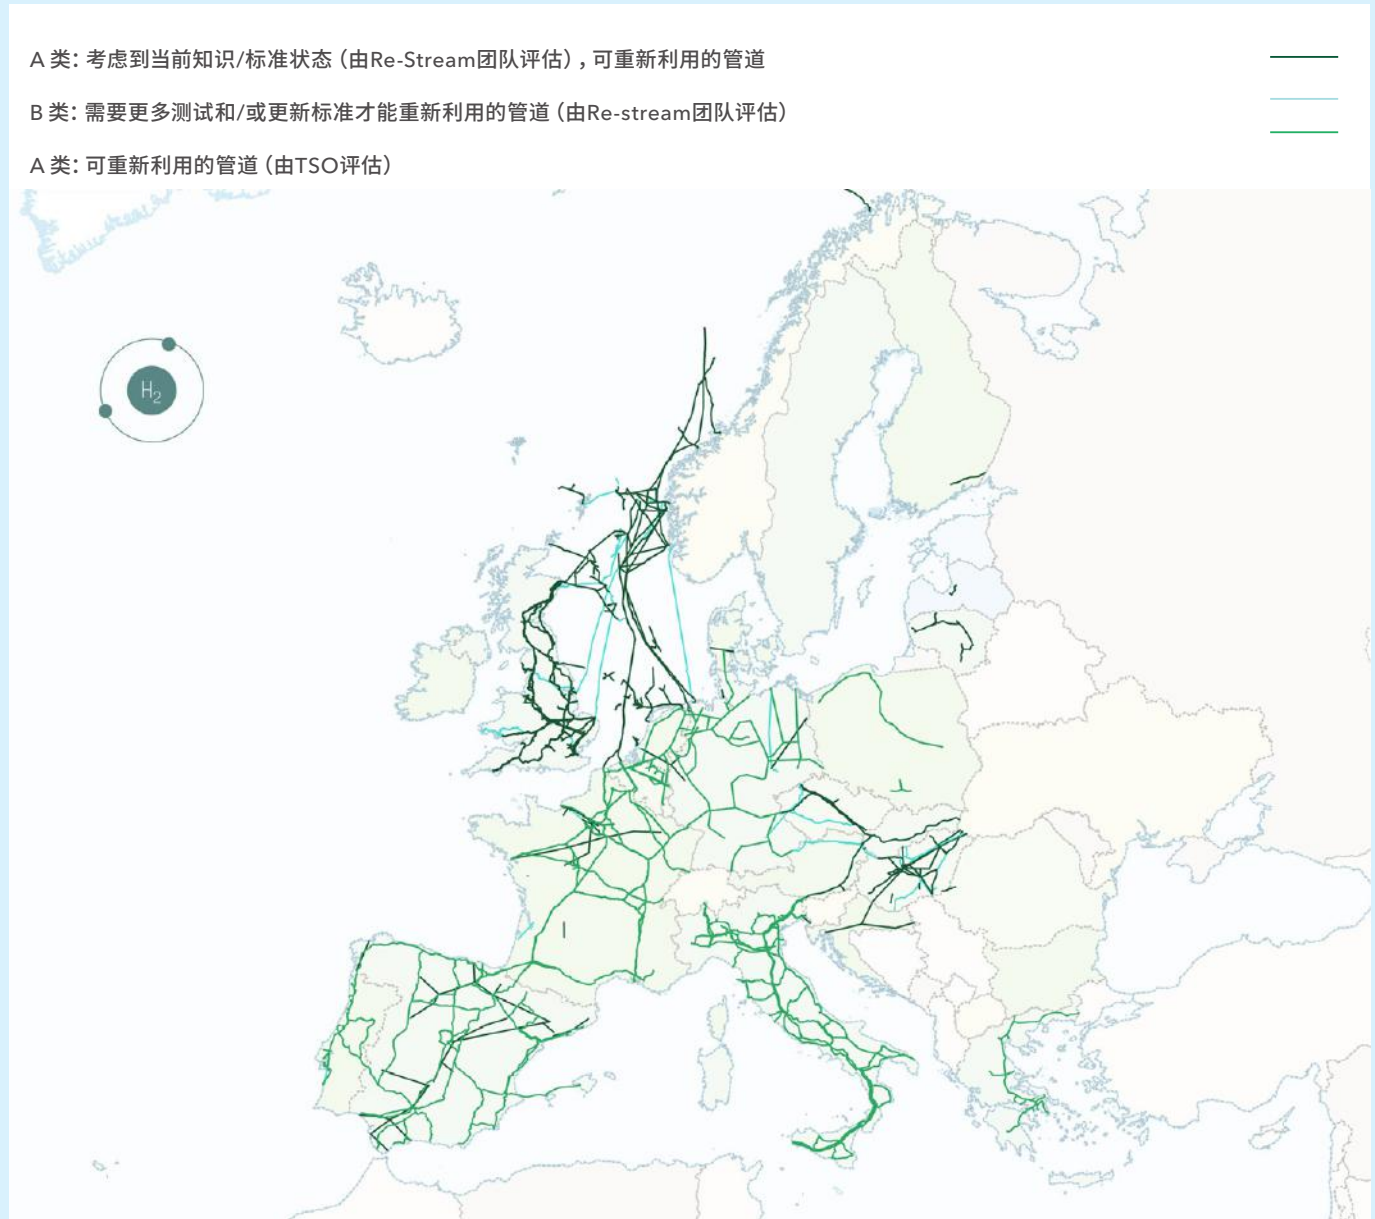 A 类：考虑到当前知识/标准状态（由Re-Stream团队评估），可重新利用的管道
B 类：需要更多测试和/或更新标准才能重新利用的管道（由Re-stream团队评估）
A 类：可重新利用的管道（由TSO评估）
H₂